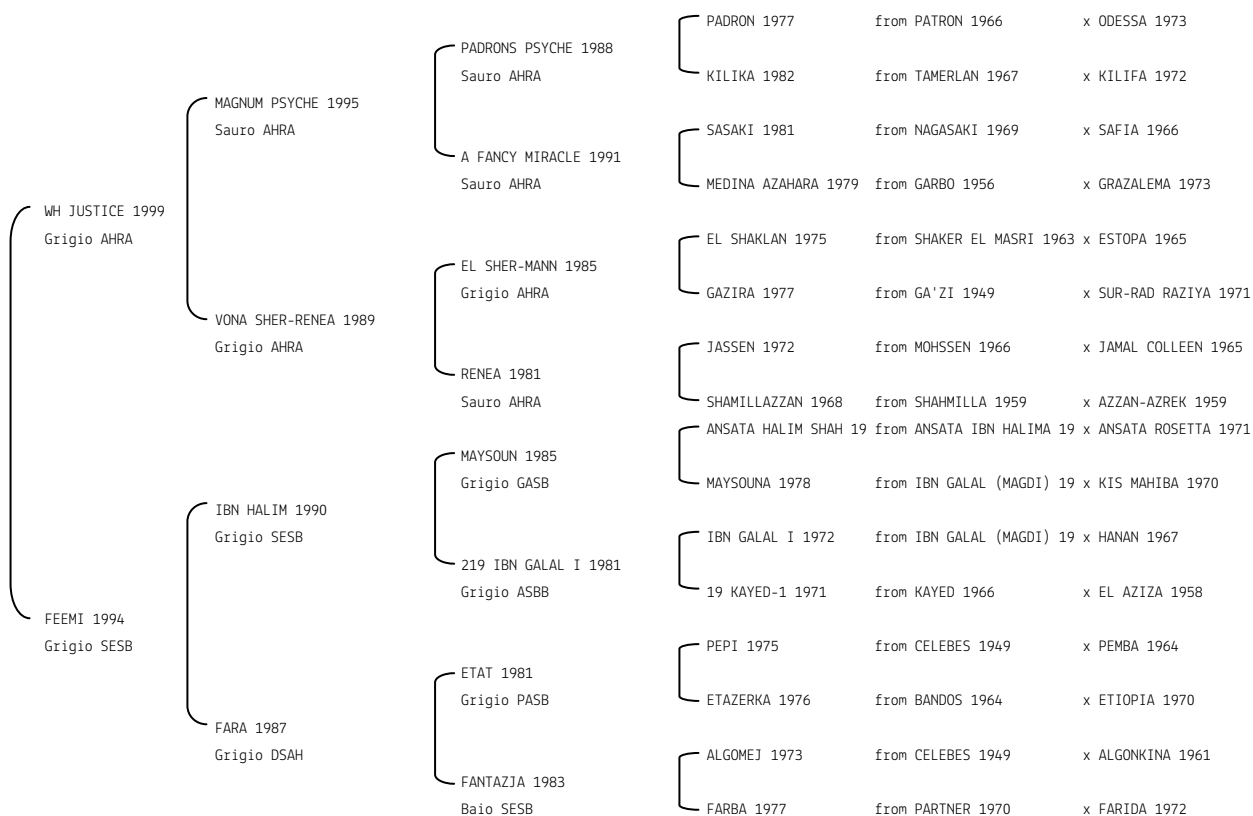 PADRON 1977 from PATRON 1966 x ODESSA 1973
PADRONS PSYCHE 1988
Sauro AHRA KILIKA 1982 from TAMERLAN 1967 x KILIFA 1972
MAGNUM PSYCHE 1995
Sauro AHRA SASAKI 1981 from NAGASAKI 1969 x SAFIA 1966
A FANCY MIRACLE 1991
Sauro AHRA MEDINA AZAHARA 1979 from GARBO 1956 x GRAZALEMA 1973
WH JUSTICE 1999
Grigio AHRA EL SHAKLAN 1975 from SHAKER EL MASRI 1963 x ESTOPA 1965
EL SHER-MANN 1985
Grigio AHRA GAZIRA 1977 from GA'ZI 1949 x SUR-RAD RAZIYA 1971
VONA SHER-RENEA 1989
Grigio AHRA JASSEN 1972 from MOHSSEN 1966 x JAMAL COLLEEN 1965
RENEA 1981
Sauro AHRA SHAMILLAZZAN 1968 from SHAHMILLA 1959 x AZZAN-AZREK 1959
ANSATA HALIM SHAH 19 from ANSATA IBN HALIMA 19 x ANSATA ROSETTA 1971
MAYSOUN 1985
Grigio GASB MAYSOUNA 1978 from IBN GALAL (MAGDI) 19 x KIS MAHIBA 1970
IBN HALIM 1990
Grigio SESB IBN GALAL I 1972 from IBN GALAL (MAGDI) 19 x HANAN 1967
219 IBN GALAL I 1981
Grigio ASBB 19 KAYED-1 1971 from KAYED 1966 x EL AZIZA 1958
FEEMI 1994
Grigio SESB PEPI 1975 from CELEBES 1949 x PEMBA 1964
ETAT 1981
Grigio PASB ETAZERKA 1976 from BANDOS 1964 x ETIOPIA 1970
FARA 1987
Grigio DSAH ALGOMEJ 1973 from CELEBES 1949 x ALGONKINA 1961
FANTAZJA 1983
Baio SESB FARBA 1977 from PARTNER 1970 x FARIDA 1972